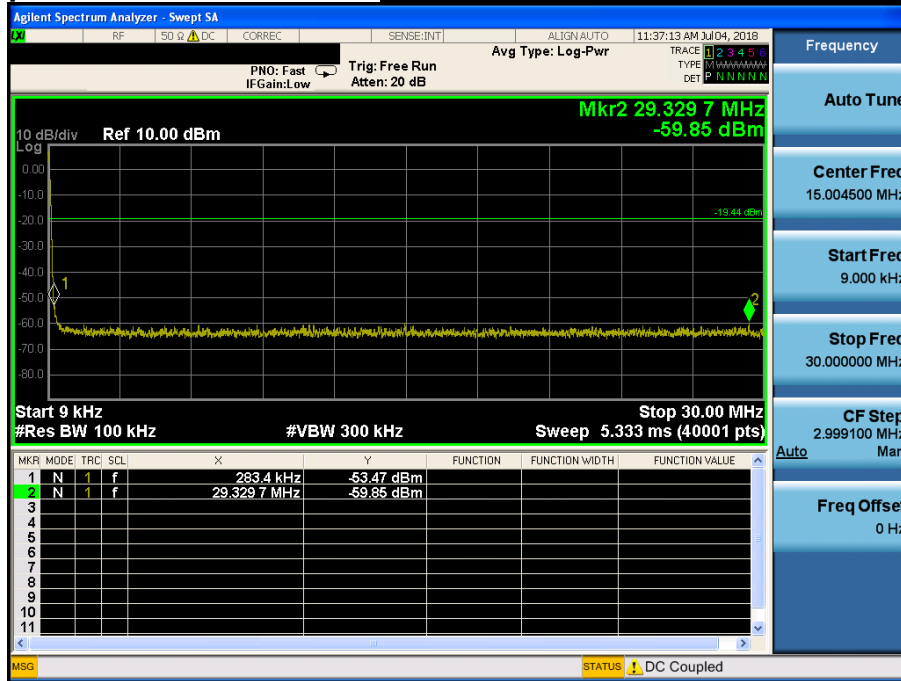 Agilent Spectrum Analyzer - Swept SA
LXI RF 50 Ω DC CORREC SENSE:INT ALIGN AUTO 11:37:13 AM Jul 04, 2018
Avg Type: Log-Pwr
TRACE 1 2 3 4 5 6
PNO: Fast Trig: Free Run
TYPE M W W W W W
IFGain:Low Atten: 20 dB
DET P N N N N N
Mkr2 29.329 7 MHz
-59.85 dBm
10 dB/div Ref 10.00 dBm
Log
0.00
-10.0
-20.0
-19.44 dBm
-30.0
-40.0
1
-50.0
2
-60.0
-70.0
-80.0
Start 9 kHz Stop 30.00 MHz
#Res BW 100 kHz #VBW 300 kHz Sweep 5.333 ms (40001 pts)
MKR MODE TRC SCL X Y FUNCTION FUNCTION WIDTH FUNCTION VALUE
1 N 1 f 283.4 kHz -53.47 dBm
2 N 1 f 29.329 7 MHz -59.85 dBm
3
4
5
6
7
8
9
10
11
MSG STATUS DC Coupled
Frequency
Auto Tune
Center Freq
15.004500 MHz
Start Freq
9.000 kHz
Stop Freq
30.000000 MHz
CF Step
2.999100 MHz
Auto Man
Freq Offset
0 Hz